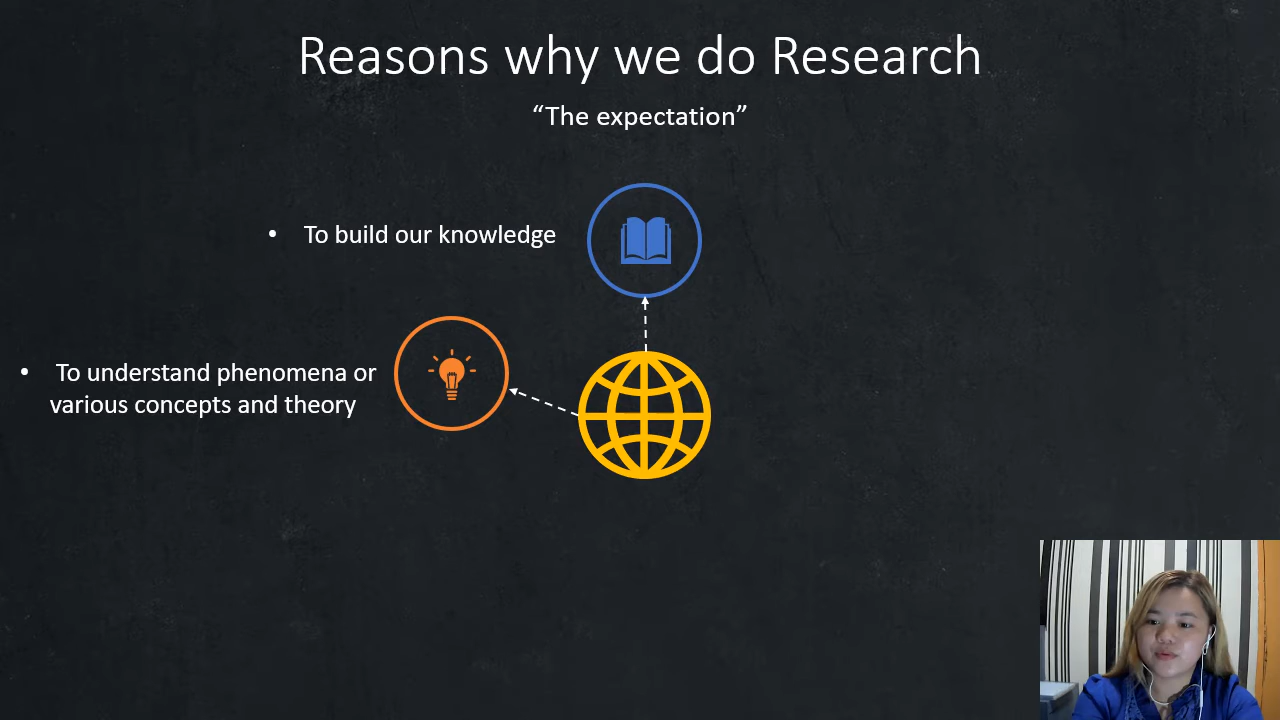 Reasons why we do Research
“The expectation”
• To build our knowledge
• To understand phenomena or
various concepts and theory